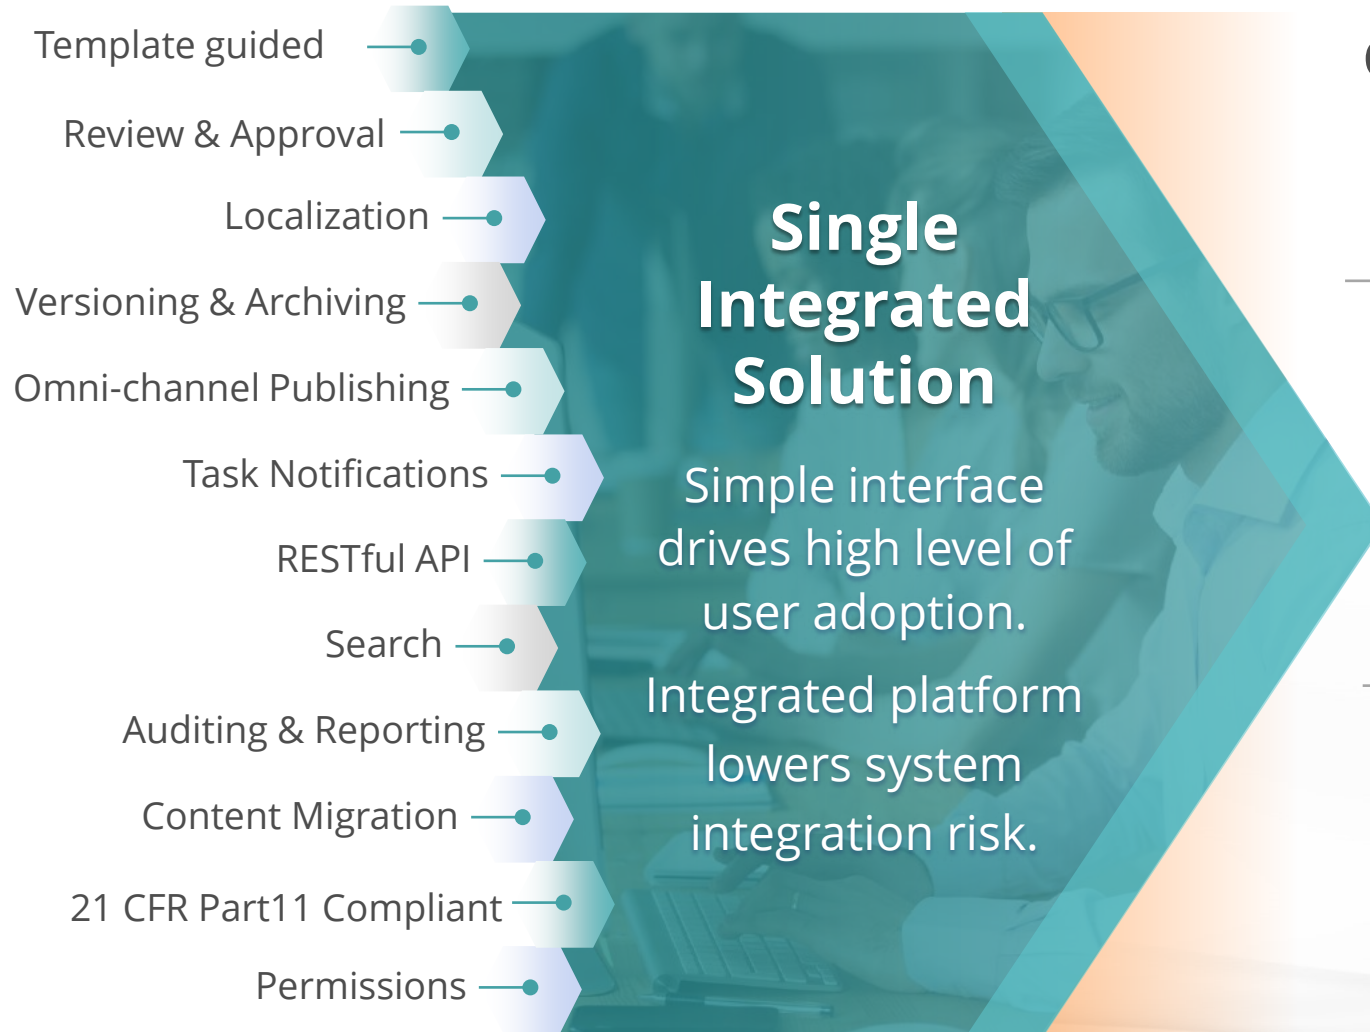 Template guided
Review & Approval
Localization
Versioning & Archiving
Omni-channel Publishing
Task Notifications
RESTful API
Search
Auditing & Reporting
Content Migration
21 CFR Part11 Compliant
Permissions
Single
Integrated
Solution
Simple interface
drives high level of
user adoption.
Integrated platform
lowers system
integration risk.